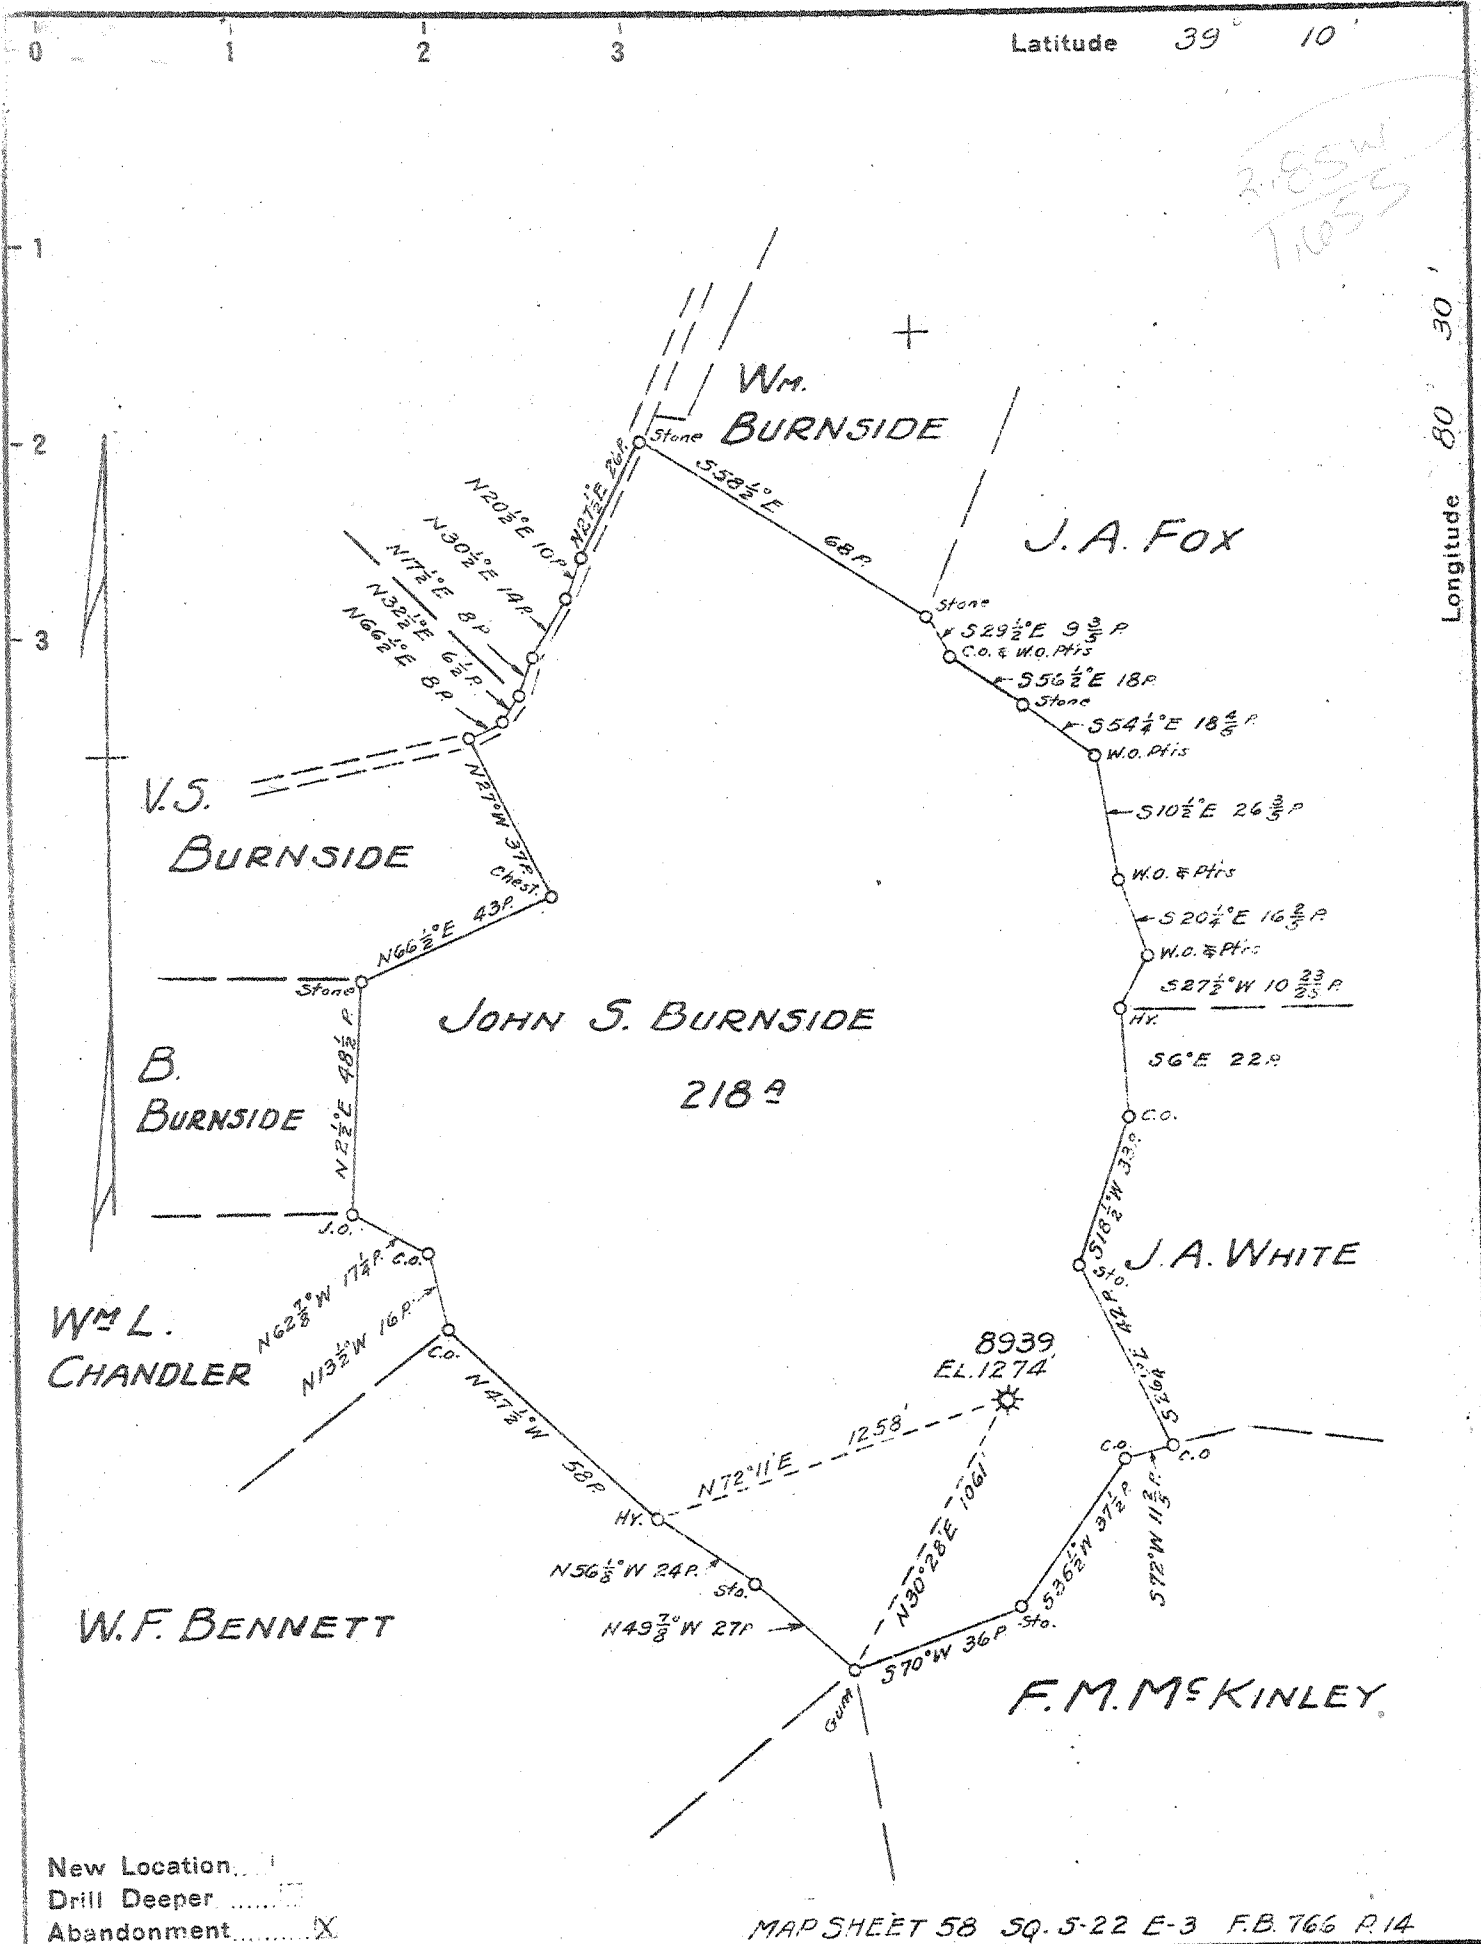 0 1 2 3
Latitude 39° 10'
2.85W
1.65S
1
2
3
Longitude 80° 30'
WM.
BURNSIDE
Stone
N27½°E 26P.
N20½°E 10P.
N30½°E 14P.
N17½°E 8P.
N32½°E 6½P.
N66½°E 8P.
S58½°E 68P.
J.A. FOX
Stone
S29½°E 9⅗P.
C.O. & W.O. Ptrs
S56½°E 18P.
Stone
S54¼°E 18⅘P.
W.O. Ptrs
S10½°E 26⅗P
W.O. & Ptrs
S20¼°E 16⅖P.
W.O. & Ptrs
S27½°W 10 23/25 P.
HY.
S6°E 22P.
C.O.
S18½°W 33P.
Sto.
J.A. WHITE
V.S.
BURNSIDE
N27°W 37P.
Chest.
N66½°E 43P.
Stone
JOHN S. BURNSIDE
218 A
B.
BURNSIDE
N2½°E 48½P.
J.O.
C.O.
N62⅞°W 17¼P.
N13½°W 16P.
C.O.
WM L.
CHANDLER
N47½°W 58P.
8939
EL. 1274'
N72°11'E 1258'
N30°28'E 1061'
HY.
42P.
C.O.
C.O.
S72°W 11⅖P.
S36½°W 37½P.
Sto.
N56⅛°W 24P.
Sto.
N49⅞°W 27P
S70°W 36P.
GUM
W.F. BENNETT
F.M. McKINLEY
New Location
Drill Deeper
Abandonment X
MAP SHEET 58 SQ. S-22 E-3 F.B. 766 P. 14